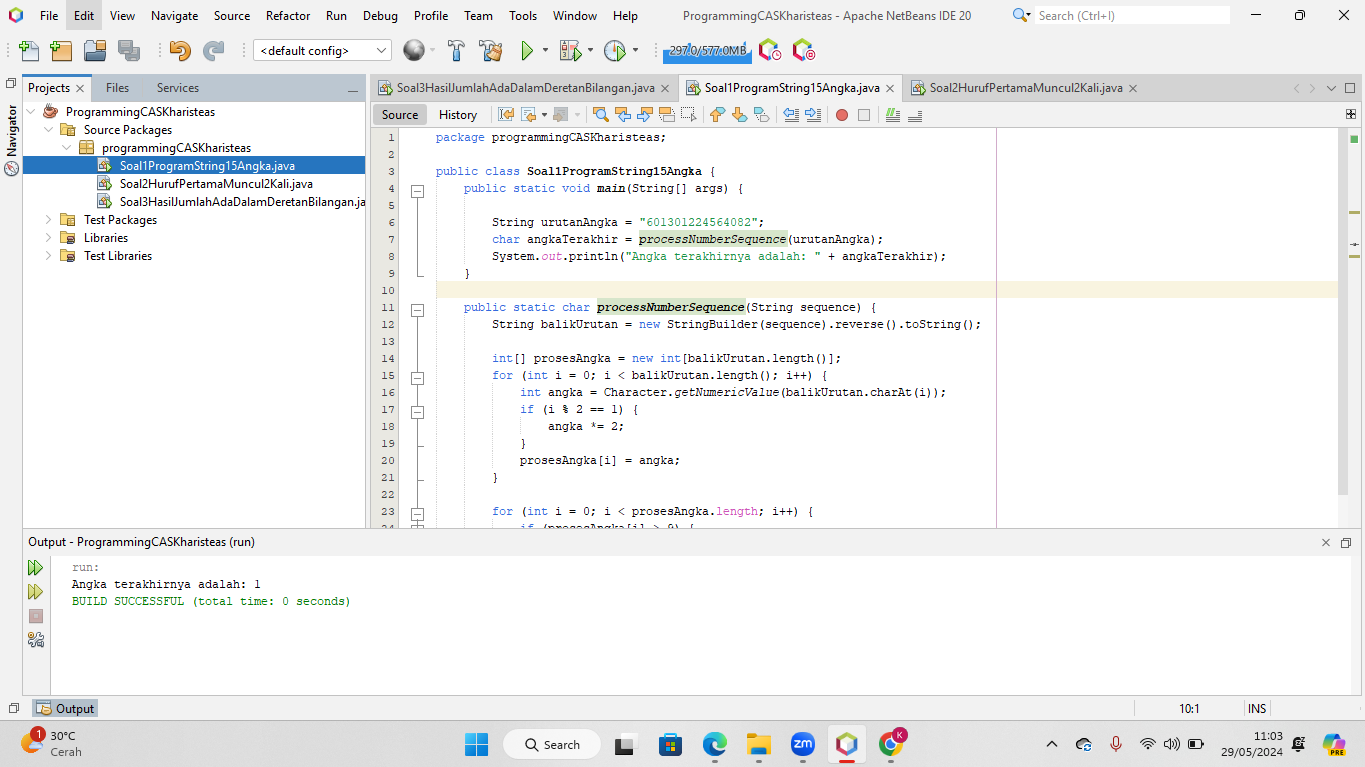 File Edit View Navigate Source Refactor Run Debug Profile Team Tools Window Help ProgrammingCASKharisteas - Apache NetBeans IDE 20 Search (Ctrl+I)
<default config> 297.0/577.0MB
Projects Files Services
Soal3HasilJumlahAdaDalamDeretanBilangan.java Soal1ProgramString15Angka.java Soal2HurufPertamaMuncul2Kali.java
Navigator
ProgrammingCASKharisteas
Source Packages
programmingCASKharisteas
Soal1ProgramString15Angka.java
Soal2HurufPertamaMuncul2Kali.java
Soal3HasilJumlahAdaDalamDeretanBilangan.ja
Test Packages
Libraries
Test Libraries
Source History
1 package programmingCASKharisteas;
2
3 public class Soal1ProgramString15Angka {
4 public static void main(String[] args) {
5
6 String urutanAngka = "601301224564082";
7 char angkaTerakhir = processNumberSequence(urutanAngka);
8 System.out.println("Angka terakhirnya adalah: " + angkaTerakhir);
9 }
10
11 public static char processNumberSequence(String sequence) {
12 String balikUrutan = new StringBuilder(sequence).reverse().toString();
13
14 int[] prosesAngka = new int[balikUrutan.length()];
15 for (int i = 0; i < balikUrutan.length(); i++) {
16 int angka = Character.getNumericValue(balikUrutan.charAt(i));
17 if (i % 2 == 1) {
18 angka *= 2;
19 }
20 prosesAngka[i] = angka;
21 }
22
23 for (int i = 0; i < prosesAngka.length; i++) {
24 if (prosesAngka[i] > 9) {
Output - ProgrammingCASKharisteas (run)
run:
Angka terakhirnya adalah: 1
BUILD SUCCESSFUL (total time: 0 seconds)
Output
10:1 INS
1
30°C
Cerah
Search
zm
K
11:03
29/05/2024
PRE